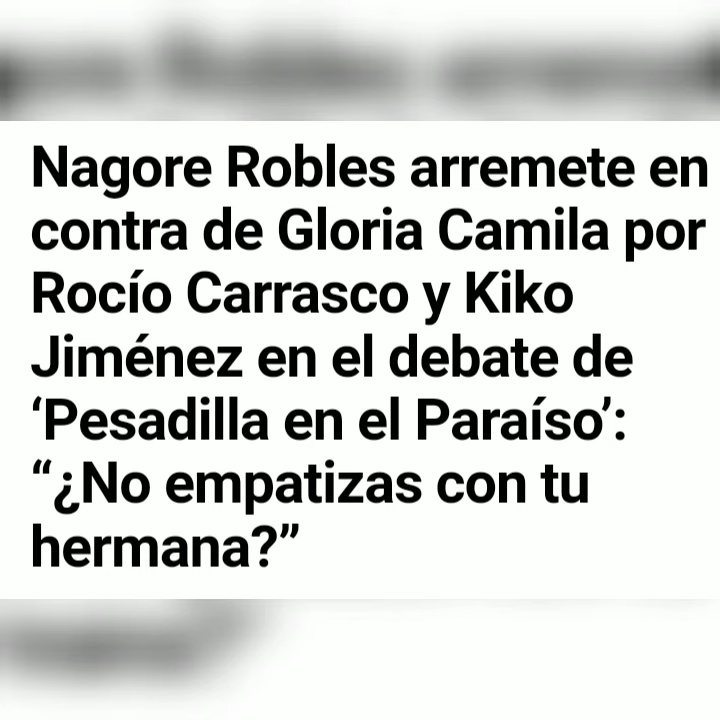 Nagore Robles arremete en
contra de Gloria Camila por
Rocío Carrasco y Kiko
Jiménez en el debate de
‘Pesadilla en el Paraíso’:
“¿No empatizas con tu
hermana?”